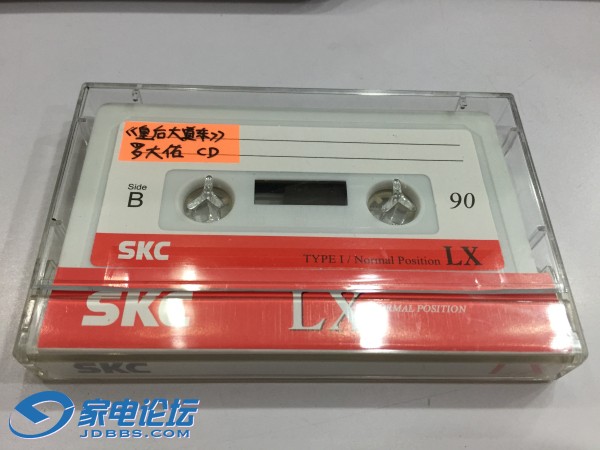 《皇后大道东》
罗大佑 CD
Side
B
90
SKC
TYPE I / Normal Position LX
SKC
LX NORMAL POSITION
SKC
LX
家电论坛
JDBBS.COM